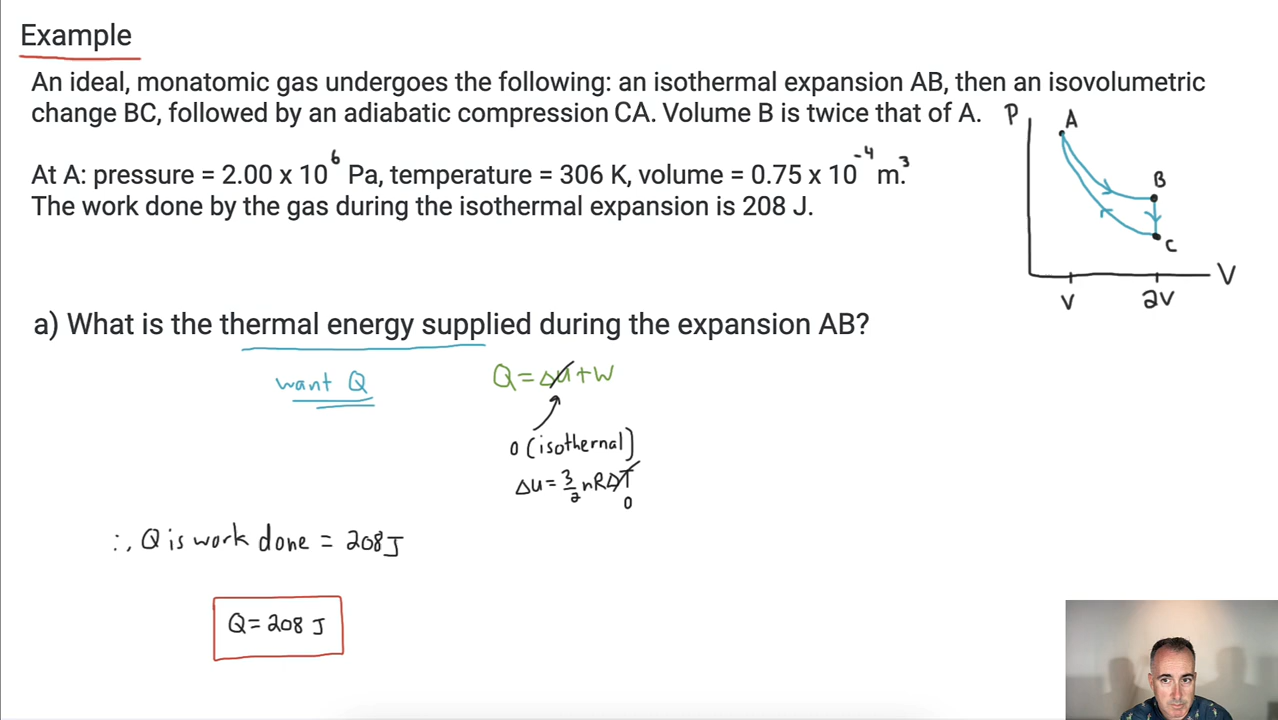 Example
An ideal, monatomic gas undergoes the following: an isothermal expansion AB, then an isovolumetric
change BC, followed by an adiabatic compression CA. Volume B is twice that of A.
At A: pressure = 2.00 x 10⁶ Pa, temperature = 306 K, volume = 0.75 x 10⁻⁴ m³.
The work done by the gas during the isothermal expansion is 208 J.
P
A
B
C
V
V
2V
a) What is the thermal energy supplied during the expansion AB?
want Q
Q = ΔU + W
0 (isothernal)
ΔU = 3/2 nRΔT
0
∴, Q is work done = 208 J
Q = 208 J